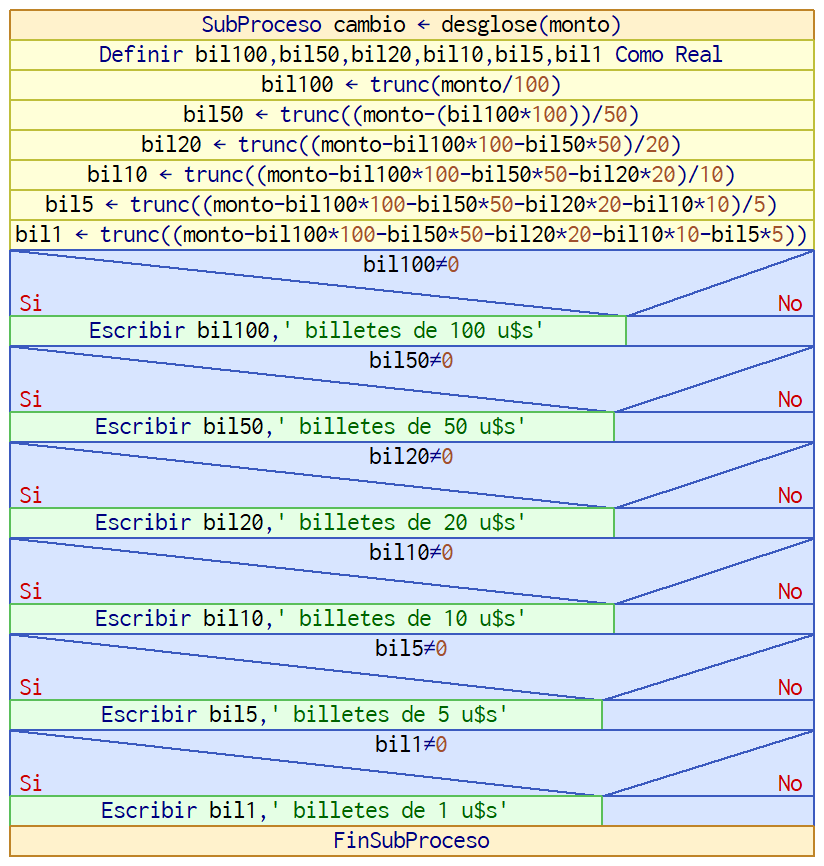 SubProceso cambio ← desglose(monto)
Definir bil100,bil50,bil20,bil10,bil5,bil1 Como Real
bil100 ← trunc(monto/100)
bil50 ← trunc((monto-(bil100*100))/50)
bil20 ← trunc((monto-bil100*100-bil50*50)/20)
bil10 ← trunc((monto-bil100*100-bil50*50-bil20*20)/10)
bil5 ← trunc((monto-bil100*100-bil50*50-bil20*20-bil10*10)/5)
bil1 ← trunc((monto-bil100*100-bil50*50-bil20*20-bil10*10-bil5*5))
bil100≠0
Si No
Escribir bil100,' billetes de 100 u$s'
bil50≠0
Si No
Escribir bil50,' billetes de 50 u$s'
bil20≠0
Si No
Escribir bil20,' billetes de 20 u$s'
bil10≠0
Si No
Escribir bil10,' billetes de 10 u$s'
bil5≠0
Si No
Escribir bil5,' billetes de 5 u$s'
bil1≠0
Si No
Escribir bil1,' billetes de 1 u$s'
FinSubProceso